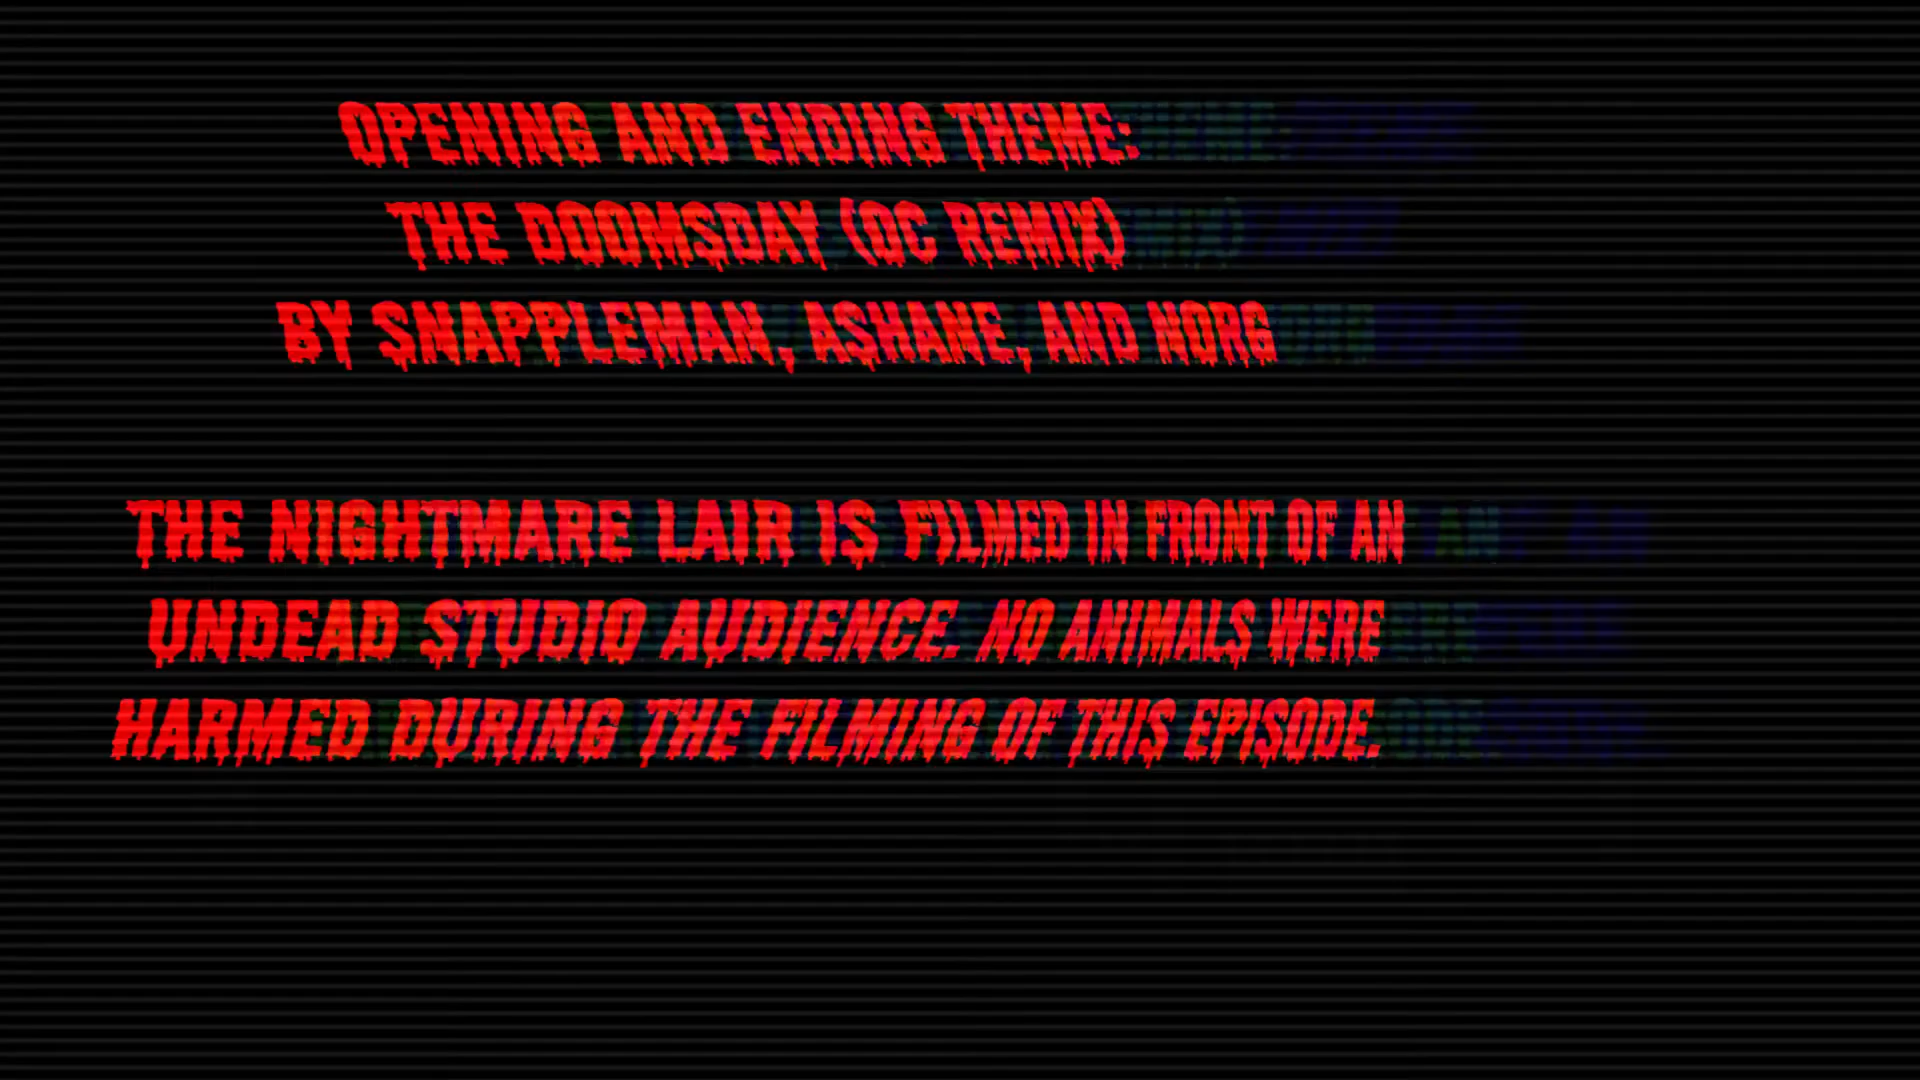 OPENING AND ENDING THEME:
THE DOOMSDAY (OC REMIX)
BY SNAPPLEMAN, ASHANE, AND NORG
THE NIGHTMARE LAIR IS FILMED IN FRONT OF AN
UNDEAD STUDIO AUDIENCE. NO ANIMALS WERE
HARMED DURING THE FILMING OF THIS EPISODE.